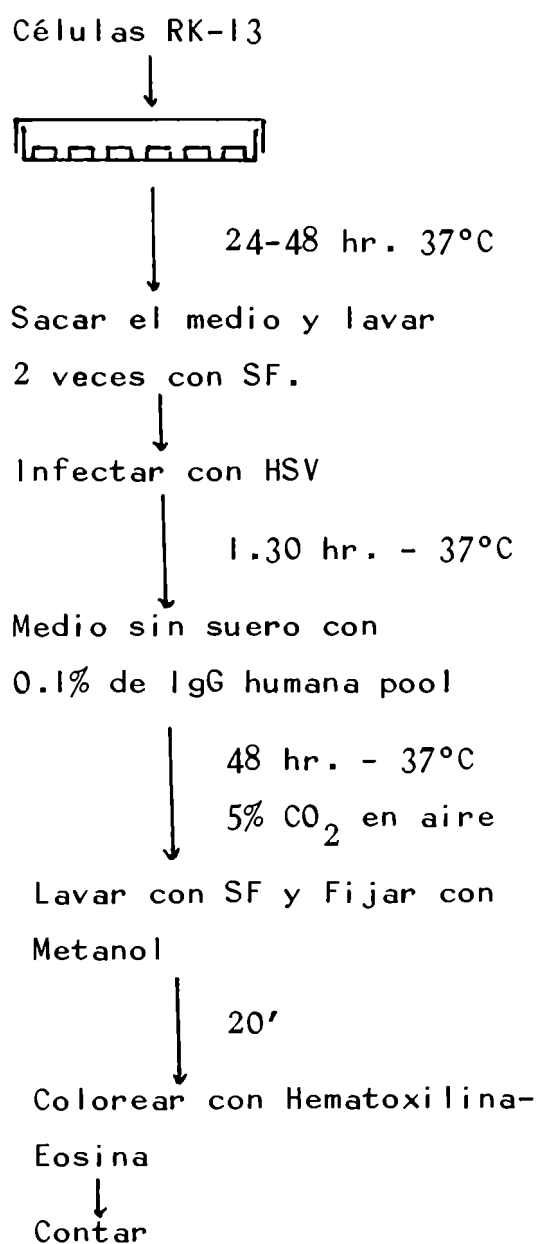 Células RK-13
24-48 hr. 37°C
Sacar el medio y lavar
2 veces con SF.
Infectar con HSV
1.30 hr. - 37°C
Medio sin suero con
0.1% de IgG humana pool
48 hr. - 37°C
5% CO₂ en aire
Lavar con SF y Fijar con
Metanol
20'
Colorear con Hematoxilina-
Eosina
Contar